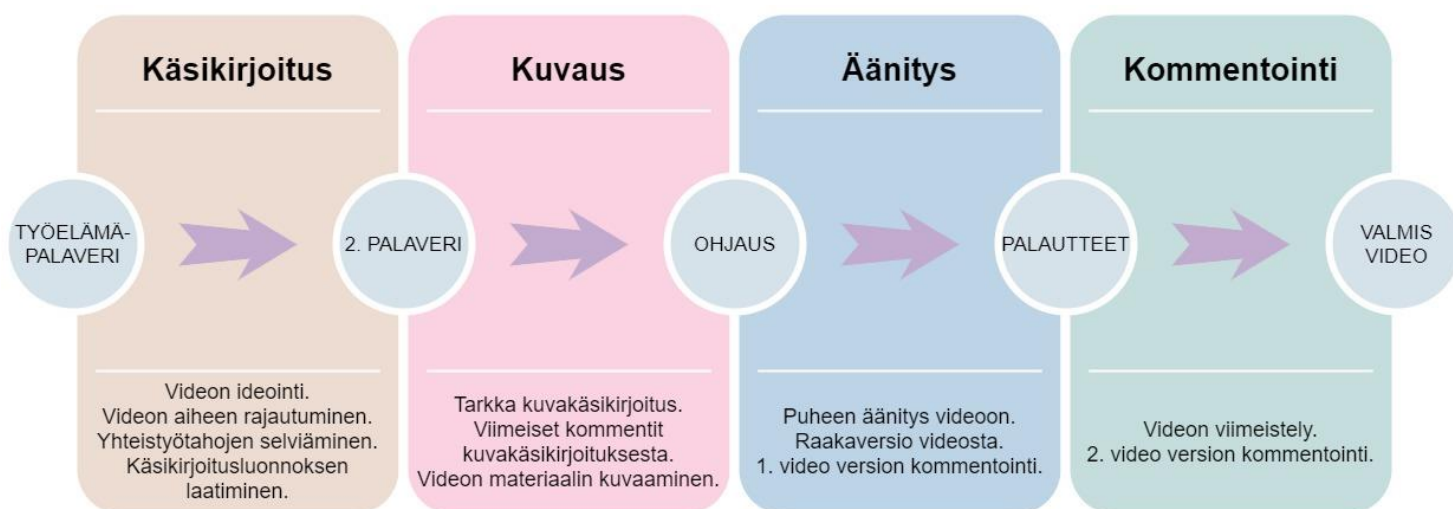 Käsikirjoitus
Kuvaus
Äänitys
Kommentointi
TYÖELÄMÄ-
PALAVERI
2. PALAVERI
OHJAUS
PALAUTTEET
VALMIS
VIDEO
Videon ideointi.
Videon aiheen rajautuminen.
Yhteistyötahojen selviäminen.
Käsikirjoitusluonnoksen
laatiminen.
Tarkka kuvakäsikirjoitus.
Viimeiset kommentit
kuvakäsikirjoituksesta.
Videon materiaalin kuvaaminen.
Puheen äänitys videoon.
Raakaversio videosta.
1. video version kommentointi.
Videon viimeistely.
2. video version kommentointi.